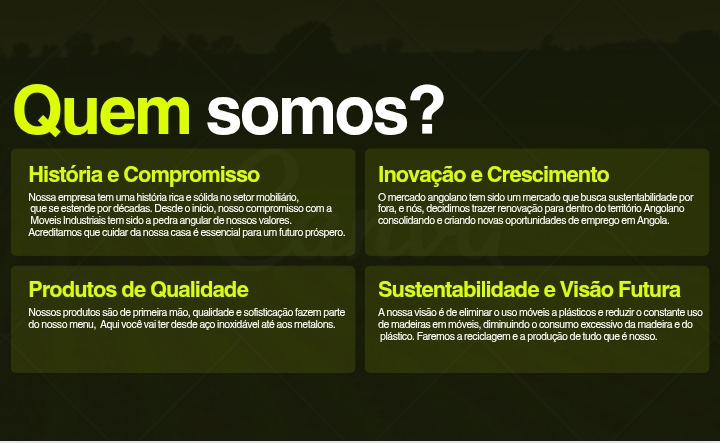 Quem somos?
História e Compromisso
Nossa empresa tem uma história rica e sólida no setor mobiliário,
que se estende por décadas. Desde o início, nosso compromisso com a
Moveis Industriais tem sido a pedra angular de nossos valores.
Acreditamos que cuidar da nossa casa é essencial para um futuro próspero.
Inovação e Crescimento
O mercado angolano tem sido um mercado que busca sustentabilidade por
fora, e nós, decidimos trazer renovação para dentro do território Angolano
consolidando e criando novas oportunidades de emprego em Angola.
Produtos de Qualidade
Nossos produtos são de primeira mão, qualidade e sofisticação fazem parte
do nosso menu, Aqui você vai ter desde aço inoxidável até aos metalons.
Sustentabilidade e Visão Futura
A nossa visão é de eliminar o uso móveis a plásticos e reduzir o constante uso
de madeiras em móveis, diminuindo o consumo excessivo da madeira e do
plástico. Faremos a reciclagem e a produção de tudo que é nosso.